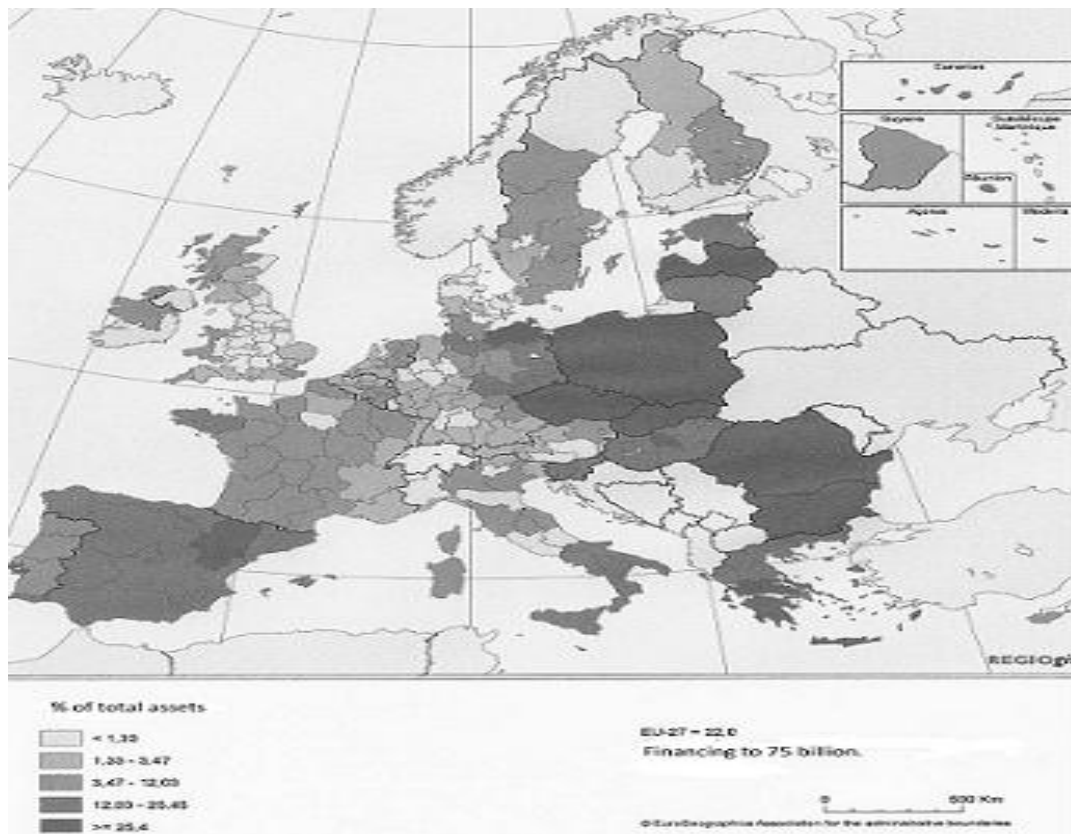 Canarias
Guyane
Guadeloupe
Martinique
Réunion
Açores
Madeira
REGIOgi
% of total assets
< 1,33
1,33 - 3,47
3,47 - 12,03
12,03 - 25,45
>= 25,4
EU-27 = 22,0
Financing to 75 billion.
0 500 Km
© EuroGeographics Association for the administrative boundaries